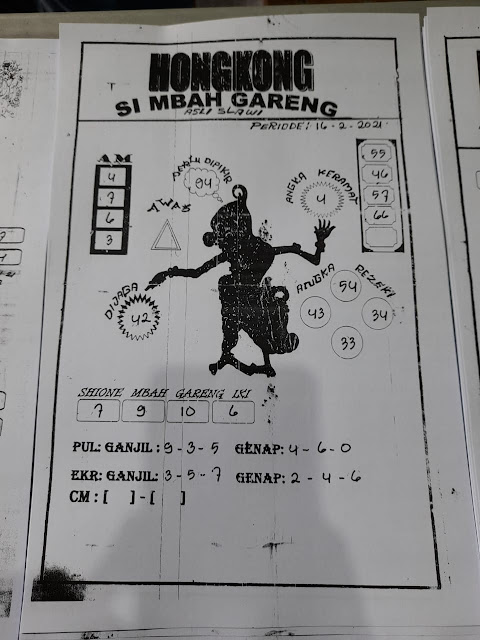 HONGKONG
SI MBAH GARENG
ASLI SLAWI
PERIODE: 16 - 2 - 2021
AM
4
7
6
3
AWAS
DIPIKIR
94
ANGKA KERAMAT
4
55
46
57
66
DIJAGA
42
ANGKA REZEKI
54
43
34
33
SHIONE MBAH GARENG IKI
7 9 10 6
PUL: GANJIL : 9 - 3 - 5 GENAP: 4 - 6 - 0
EKR: GANJIL: 3 - 5 - 7 GENAP: 2 - 4 - 6
CM : [ ] - [ ]